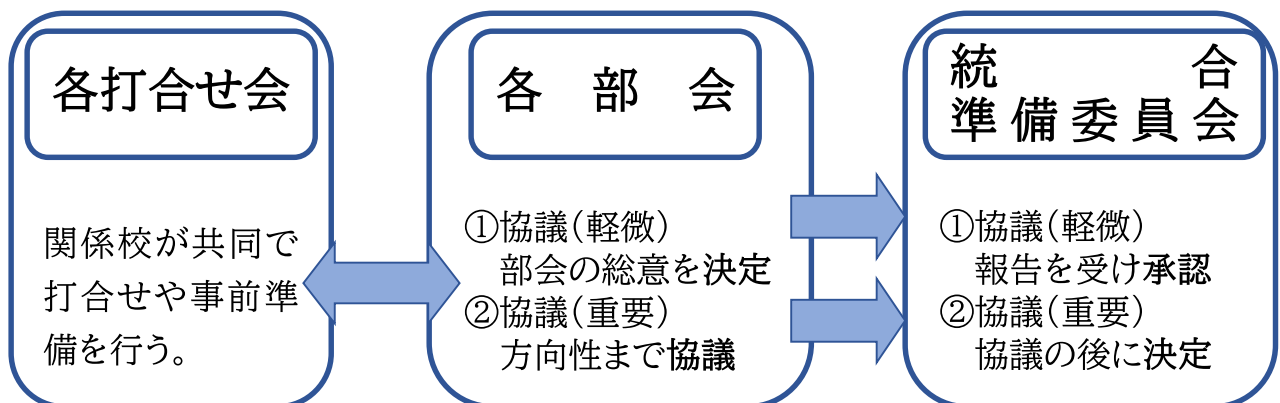 各打合せ会
関係校が共同で
打合せや事前準
備を行う。
各　部　会
①協議（軽微）
部会の総意を決定
②協議（重要）
方向性まで協議
統　　　　合
準備委員会
①協議（軽微）
報告を受け承認
②協議（重要）
協議の後に決定